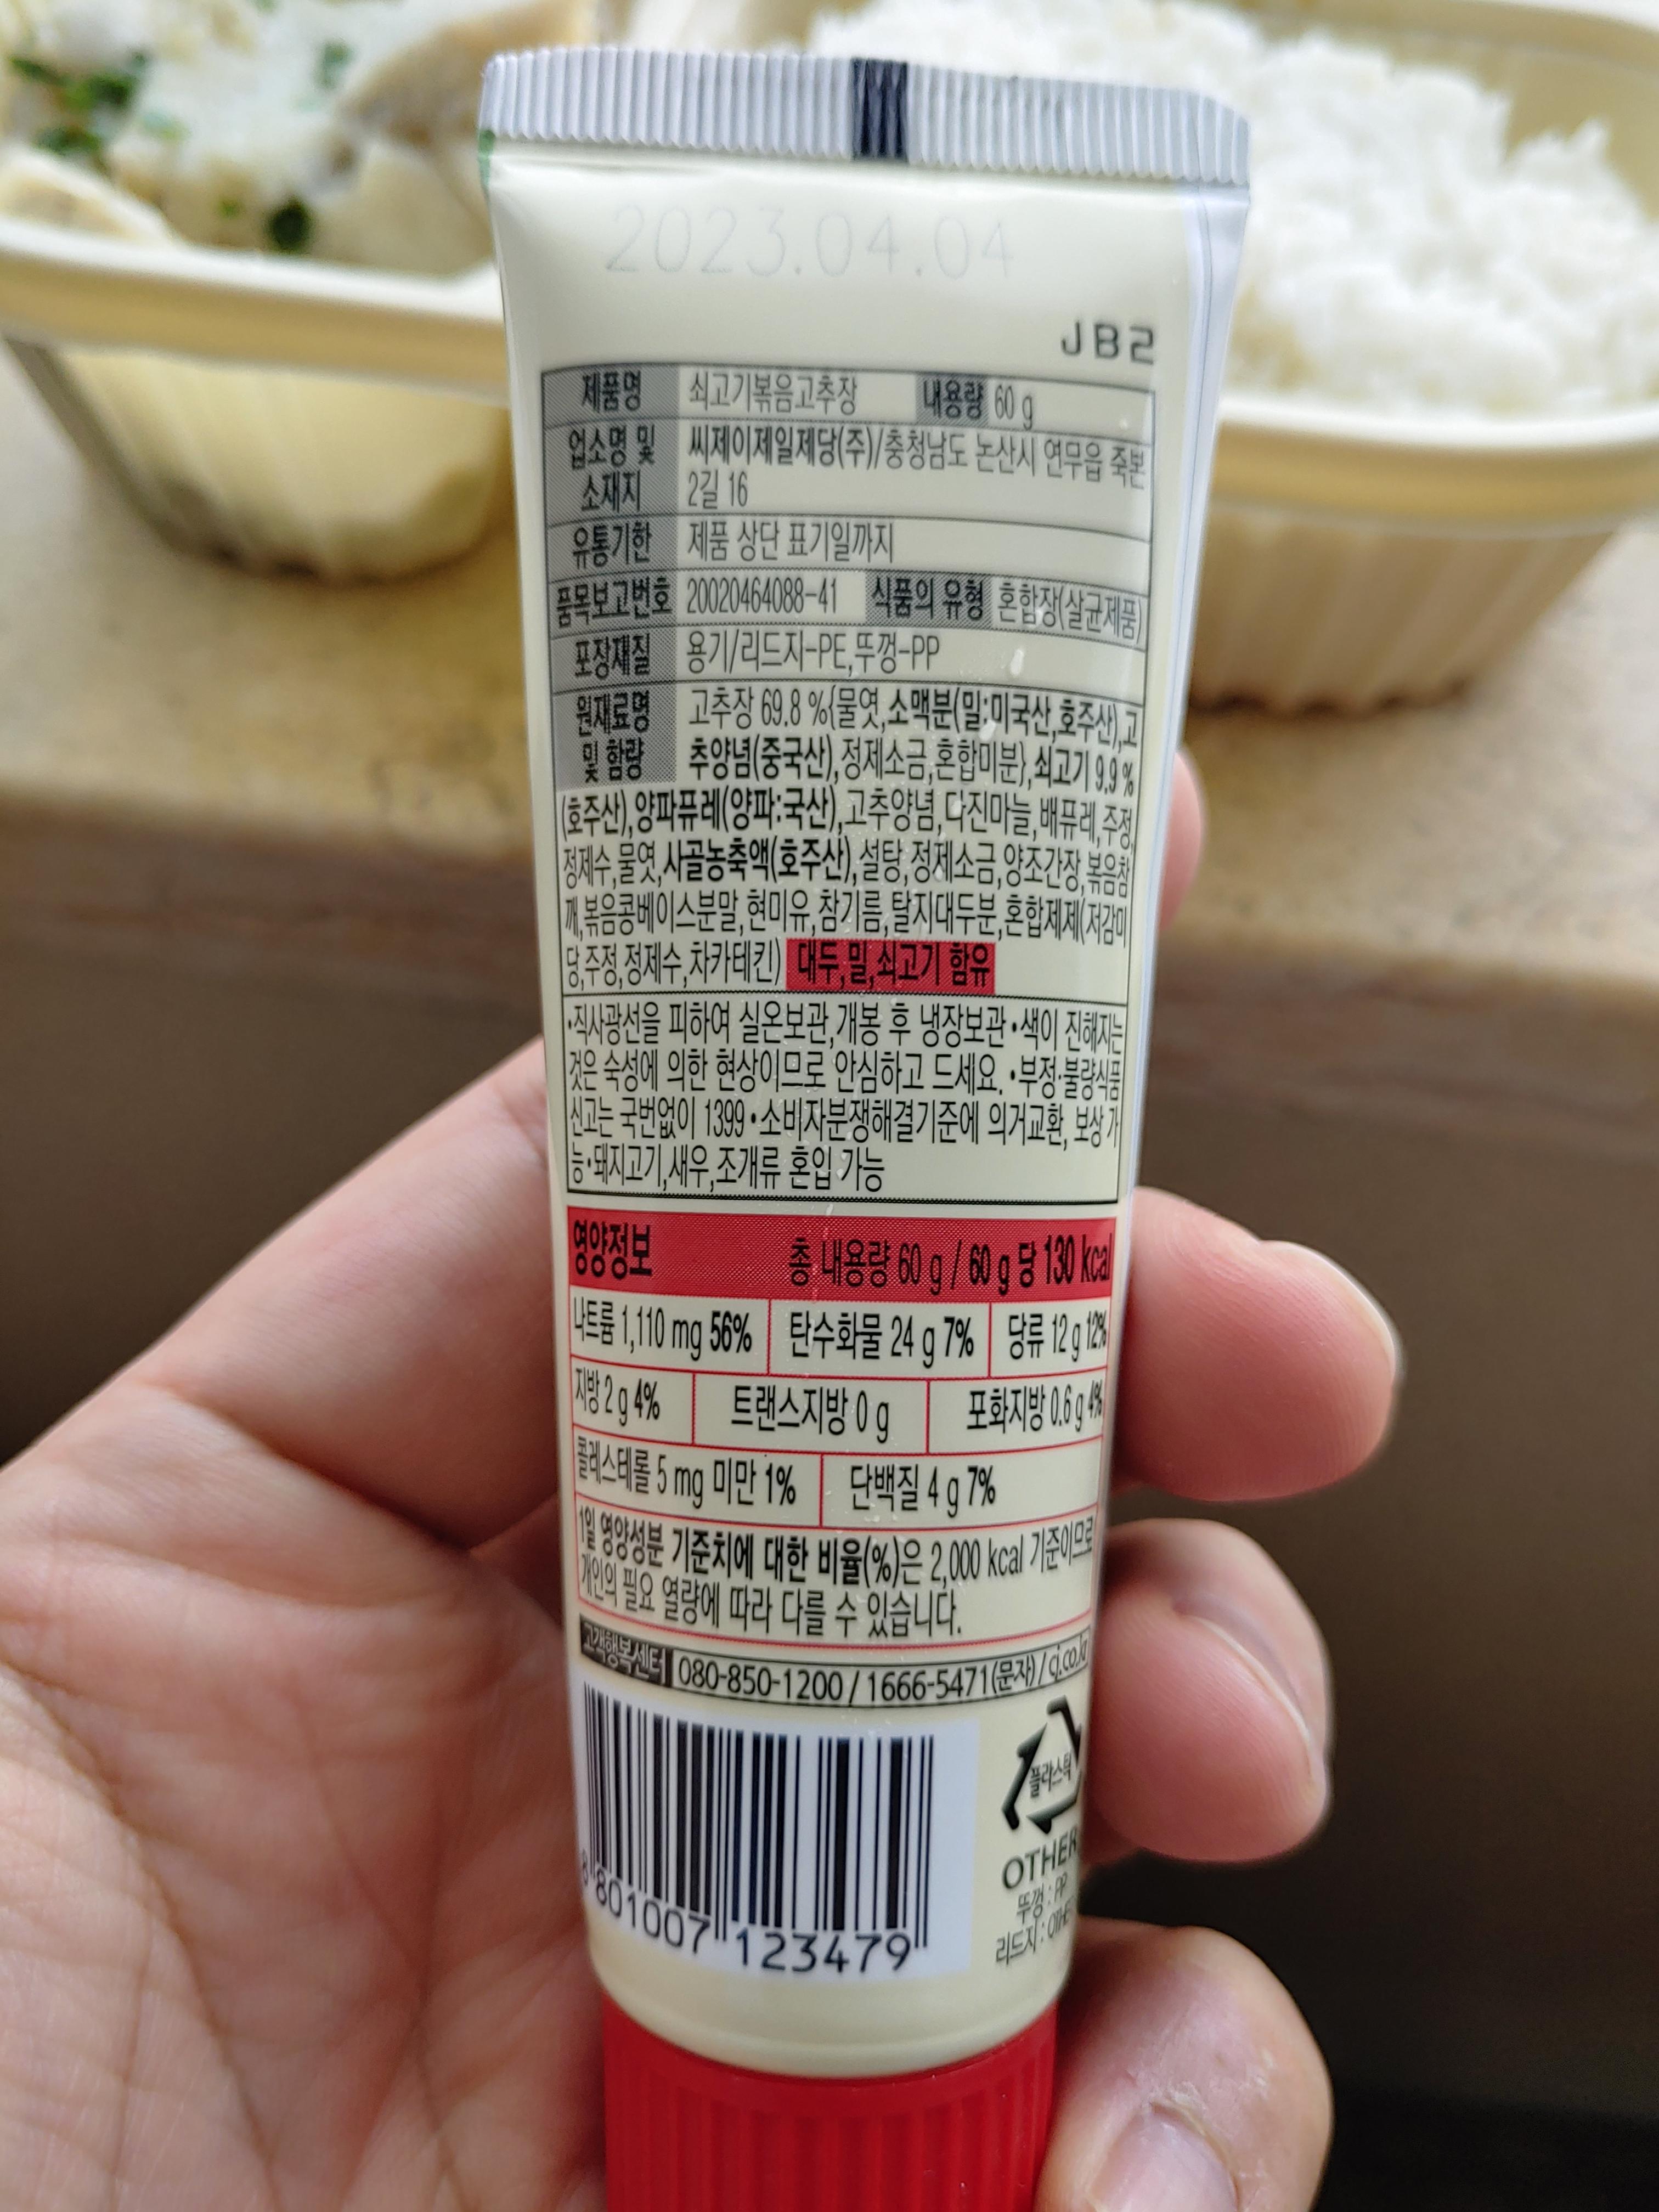 2023.04.04
JB2
제품명 쇠고기볶음고추장 내용량 60 g
업소명 및 소재지 씨제이제일제당(주)/충청남도 논산시 연무읍 죽본
2길 16
유통기한 제품 상단 표기일까지
품목보고번호 20020464088-41 식품의 유형 혼합장(살균제품)
포장재질 용기/리드지-PE,뚜껑-PP
원재료명 및 함량 고추장 69.8 %{물엿,소맥분(밀:미국산,호주산),고
추양념(중국산),정제소금,혼합미분},쇠고기 9.9 %
(호주산),양파퓨레(양파:국산),고추양념,다진마늘,배퓨레,주정,
정제수,물엿,사골농축액(호주산),설탕,정제소금,양조간장,볶음참
깨,볶음콩베이스분말,현미유,참기름,탈지대두분,혼합제제(저감미
당,주정,정제수,차카테킨) 대두,밀,쇠고기 함유
•직사광선을 피하여 실온보관,개봉 후 냉장보관 •색이 진해지는
것은 숙성에 의한 현상이므로 안심하고 드세요. •부정·불량식품
신고는 국번없이 1399 •소비자분쟁해결기준에 의거교환, 보상 가
능 •돼지고기,새우,조개류 혼입 가능
영양정보 총 내용량 60 g / 60 g 당 130 kcal
나트륨 1,110 mg 56% 탄수화물 24 g 7% 당류 12 g 12%
지방 2 g 4% 트랜스지방 0 g 포화지방 0.6 g 4%
콜레스테롤 5 mg 미만 1% 단백질 4 g 7%
1일 영양성분 기준치에 대한 비율(%)은 2,000 kcal 기준이므로
개인의 필요 열량에 따라 다를 수 있습니다.
고객행복센터 080-850-1200 / 1666-5471(문자) / cj.co.kr
플라스틱
OTHER
뚜껑 : PP
리드지 : OTHER
8 801007 123479